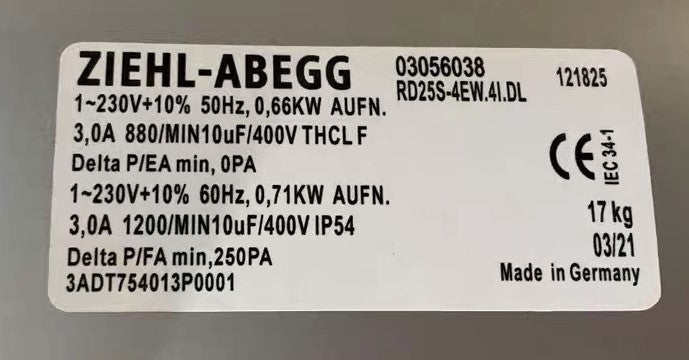 ZIEHL-ABEGG
03056038
121825
RD25S-4EW.4I.DL
1~230V+10% 50Hz, 0,66KW AUFN.
3,0A 880/MIN10uF/400V THCL F
Delta P/EA min, 0PA
1~230V+10% 60Hz, 0,71KW AUFN.
3,0A 1200/MIN10uF/400V IP54
Delta P/FA min,250PA
3ADT754013P0001
CE
IEC 34-1
17 kg
03/21
Made in Germany